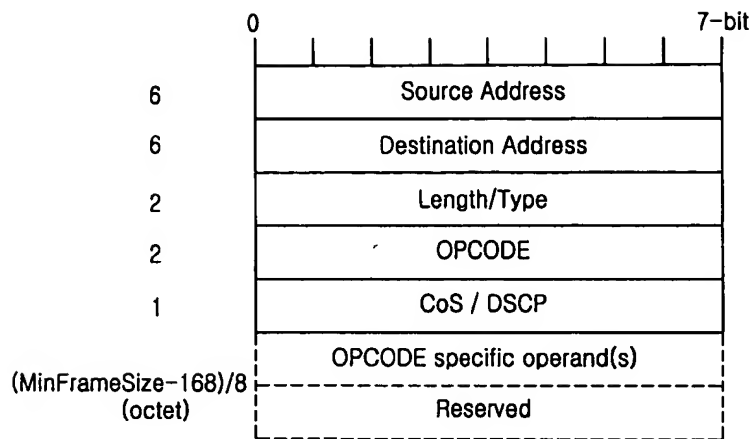 0 7-bit
6 Source Address
6 Destination Address
2 Length/Type
2 OPCODE
1 CoS / DSCP
OPCODE specific operand(s)
(MinFrameSize-168)/8
(octet) Reserved